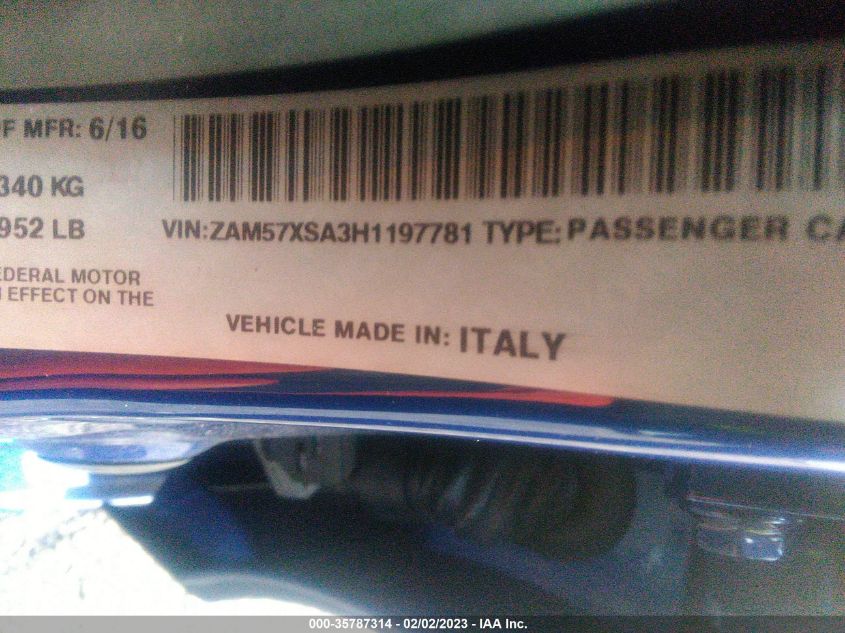 OF MFR: 6/16
340 KG
952 LB
VIN:ZAM57XSA3H1197781 TYPE: PASSENGER CA
EDERAL MOTOR
EFFECT ON THE
VEHICLE MADE IN: ITALY
000-35787314 - 02/02/2023 - IAA Inc.